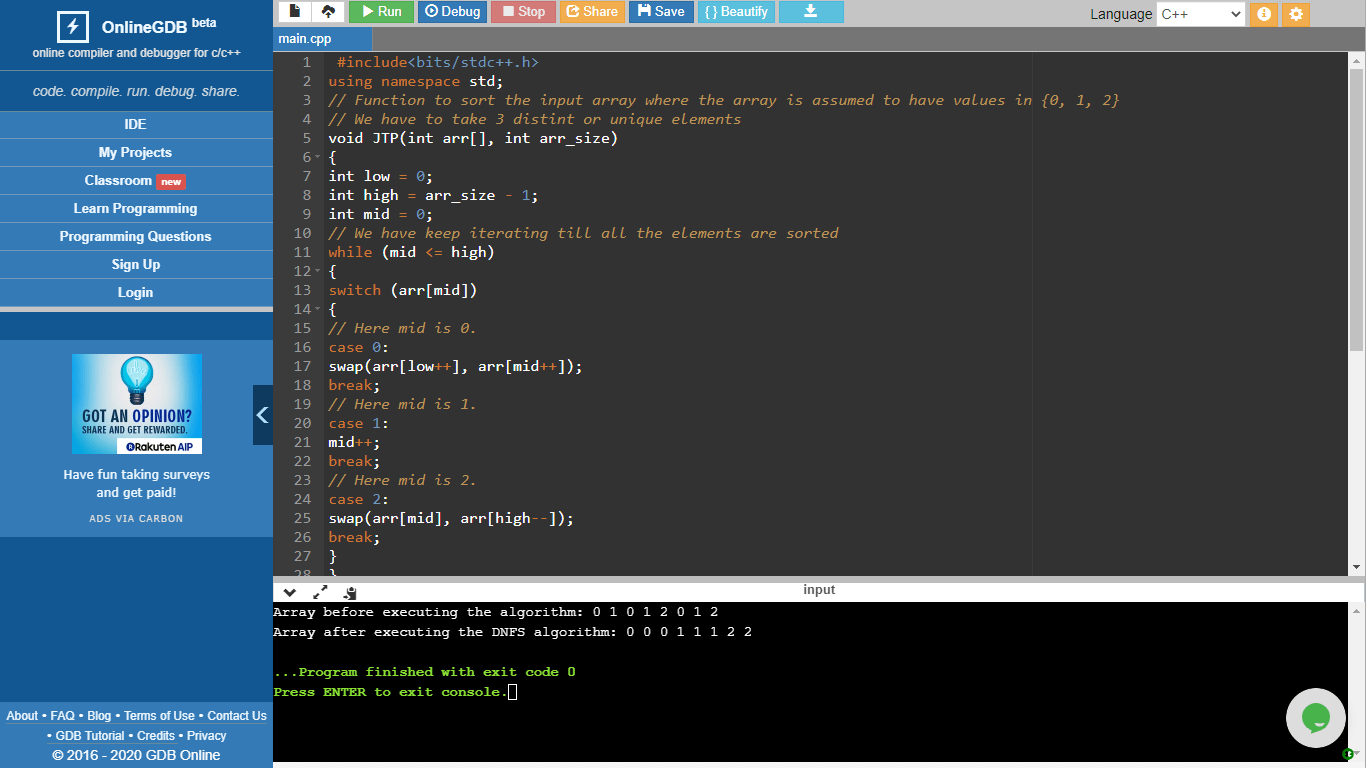 OnlineGDB beta
online compiler and debugger for c/c++
code. compile. run. debug. share.
IDE
My Projects
Classroom new
Learn Programming
Programming Questions
Sign Up
Login
GOT AN OPINION?
SHARE AND GET REWARDED.
Rakuten AIP
Have fun taking surveys
and get paid!
ADS VIA CARBON
About • FAQ • Blog • Terms of Use • Contact Us
• GDB Tutorial • Credits • Privacy
© 2016 - 2020 GDB Online
Run Debug Stop Share Save { } Beautify
Language C++
main.cpp
1 #include<bits/stdc++.h>
2 using namespace std;
3 // Function to sort the input array where the array is assumed to have values in {0, 1, 2}
4 // We have to take 3 distint or unique elements
5 void JTP(int arr[], int arr_size)
6 {
7 int low = 0;
8 int high = arr_size - 1;
9 int mid = 0;
10 // We have keep iterating till all the elements are sorted
11 while (mid <= high)
12 {
13 switch (arr[mid])
14 {
15 // Here mid is 0.
16 case 0:
17 swap(arr[low++], arr[mid++]);
18 break;
19 // Here mid is 1.
20 case 1:
21 mid++;
22 break;
23 // Here mid is 2.
24 case 2:
25 swap(arr[mid], arr[high--]);
26 break;
27 }
28 }
input
Array before executing the algorithm: 0 1 0 1 2 0 1 2
Array after executing the DNFS algorithm: 0 0 0 1 1 1 2 2
...Program finished with exit code 0
Press ENTER to exit console.